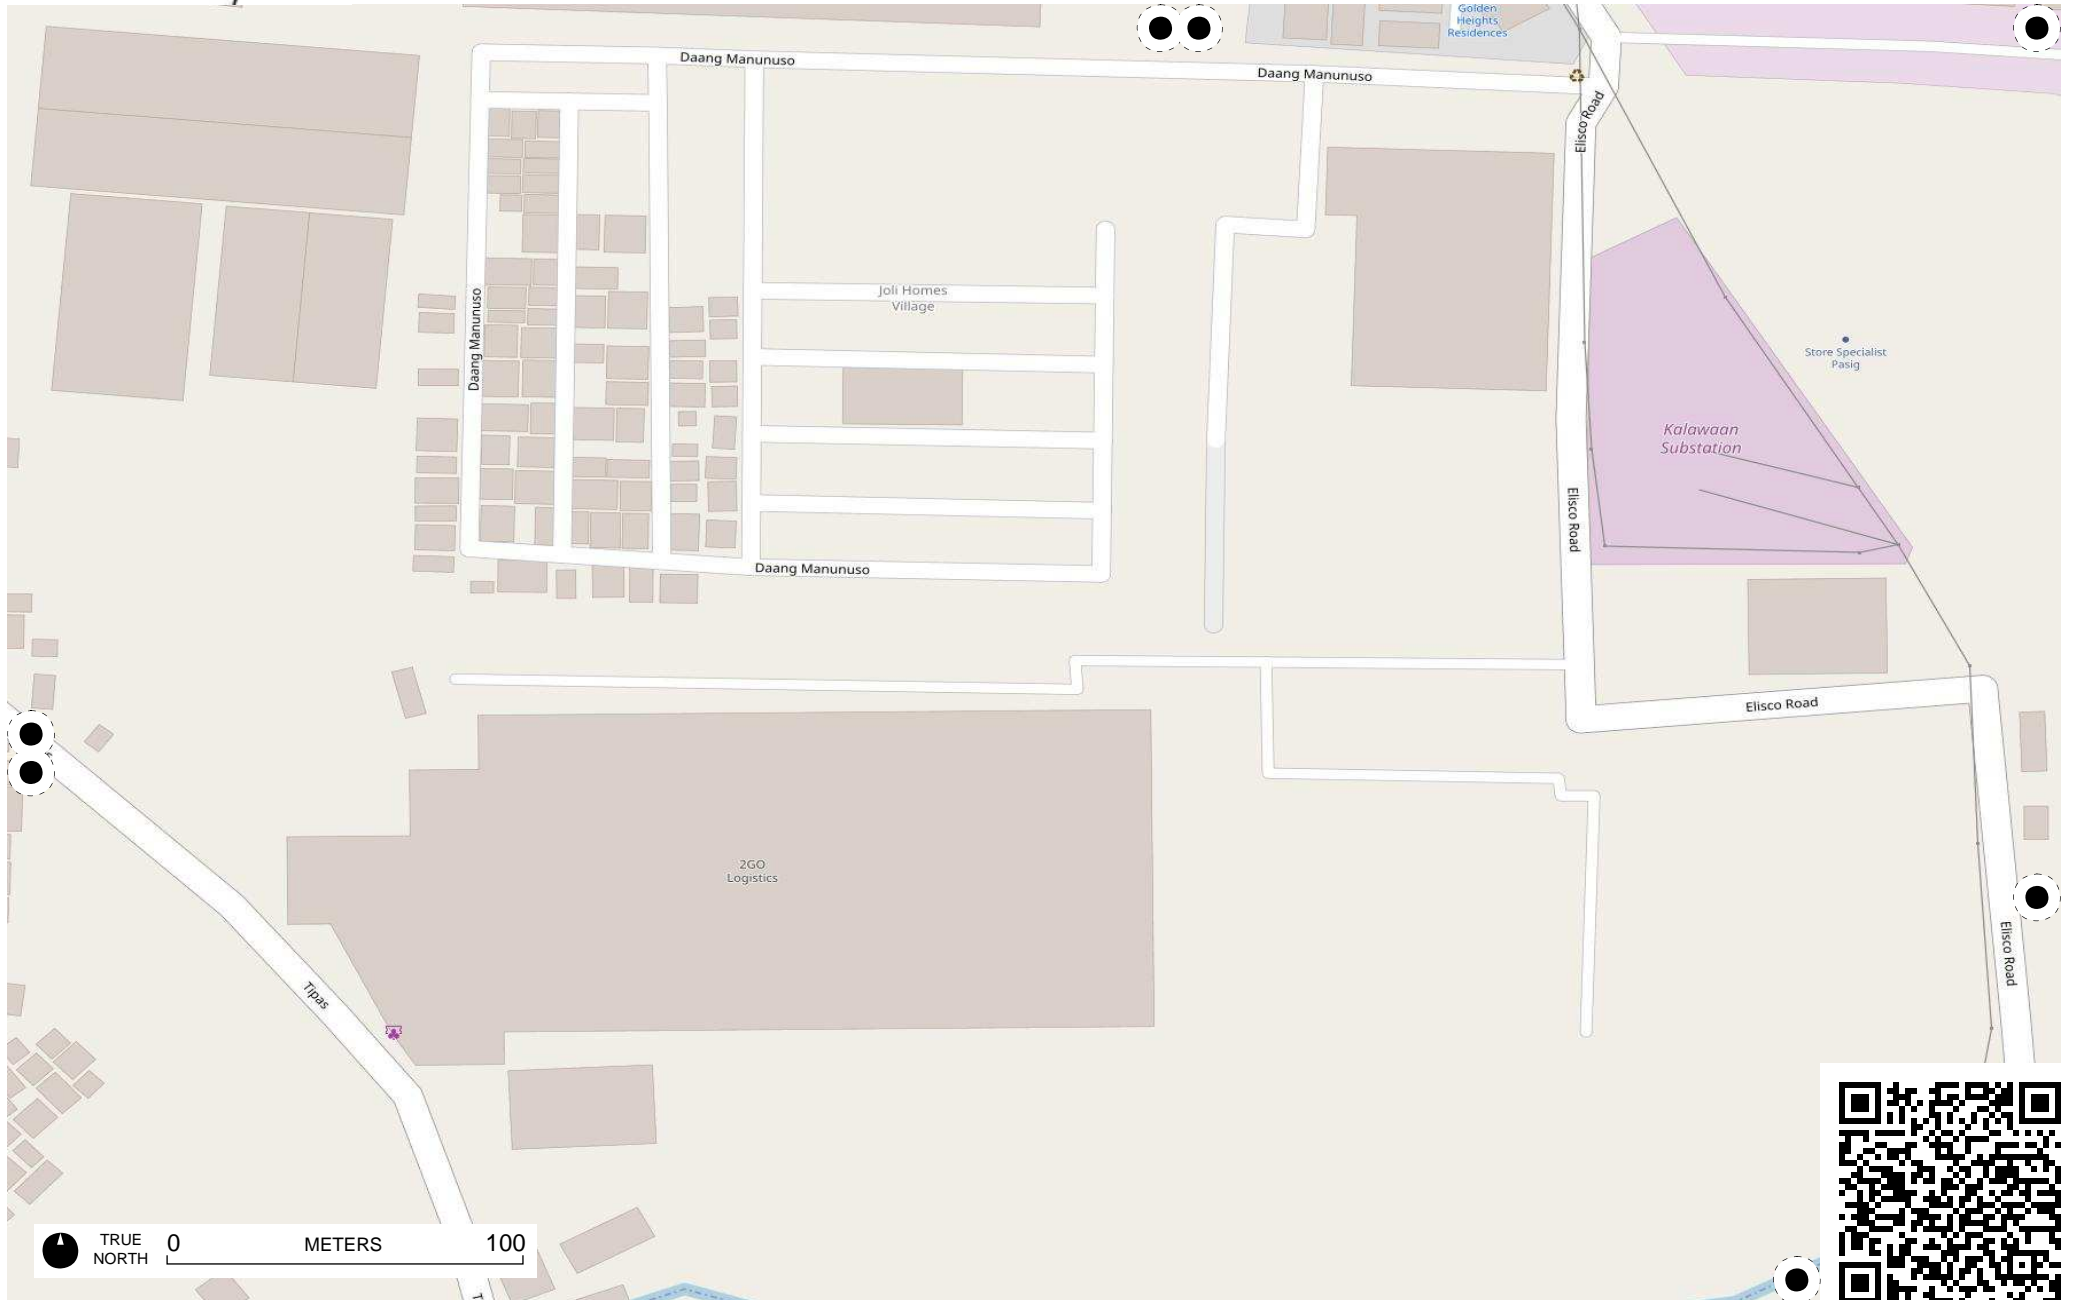 Golden
Heights
Residences
Daang Manunuso
Daang Manunuso
Elisco Road
Joli Homes
Village
Daang Manunuso
Store Specialist
Pasig
Kalawaan
Substation
Elisco Road
Daang Manunuso
Elisco Road
2GO
Logistics
Elisco Road
Tipas
TRUE
NORTH
0 METERS 100